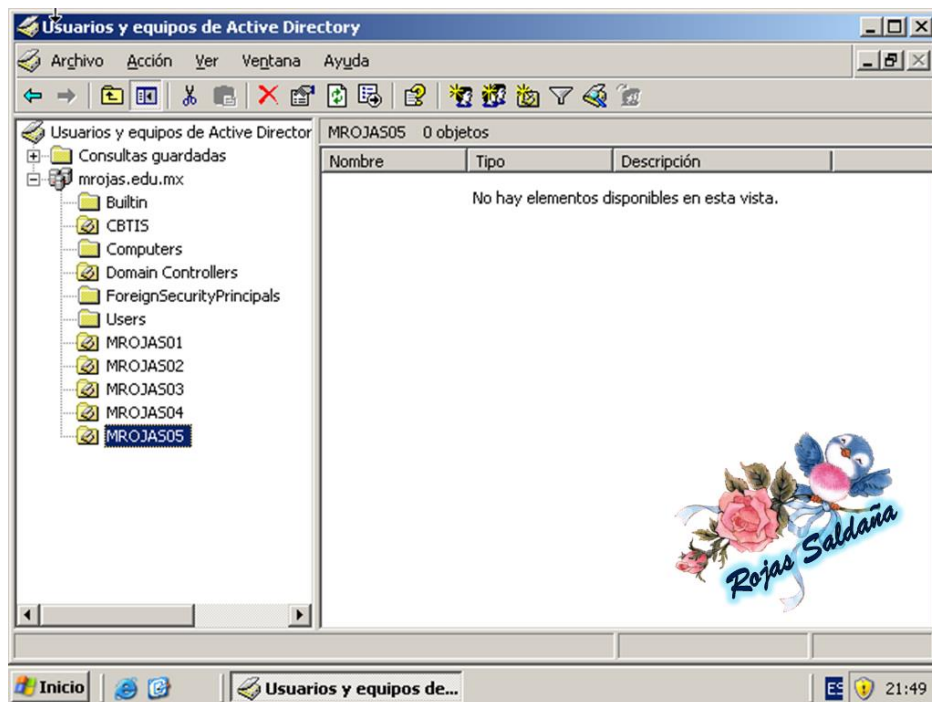 Usuarios y equipos de Active Directory
Archivo Acción Ver Ventana Ayuda
Usuarios y equipos de Active Director
MROJAS05 0 objetos
Consultas guardadas
Nombre Tipo Descripción
mrojas.edu.mx
No hay elementos disponibles en esta vista.
Builtin
CBTIS
Computers
Domain Controllers
ForeignSecurityPrincipals
Users
MROJAS01
MROJAS02
MROJAS03
MROJAS04
MROJAS05
Rojas Saldaña
Inicio
Usuarios y equipos de...
ES
21:49